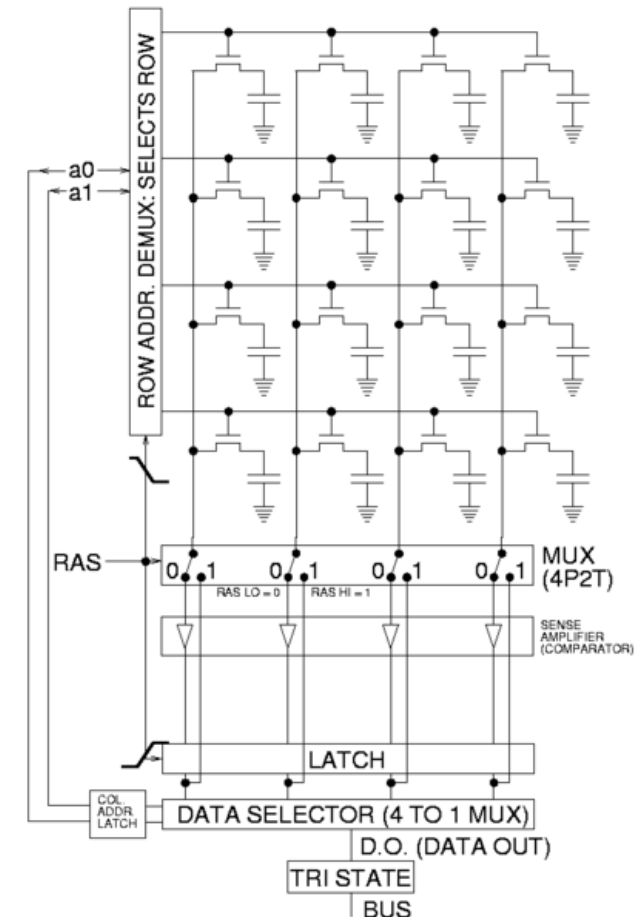 ROW ADDR. DEMUX: SELECTS ROW
a0
a1
RAS
0 1 0 1 0 1 0 1
MUX
(4P2T)
RAS LO = 0 RAS HI = 1
SENSE
AMPLIFIER
(COMPARATOR)
LATCH
COL.
ADDR.
LATCH
DATA SELECTOR (4 TO 1 MUX)
D.O. (DATA OUT)
TRI STATE
BUS